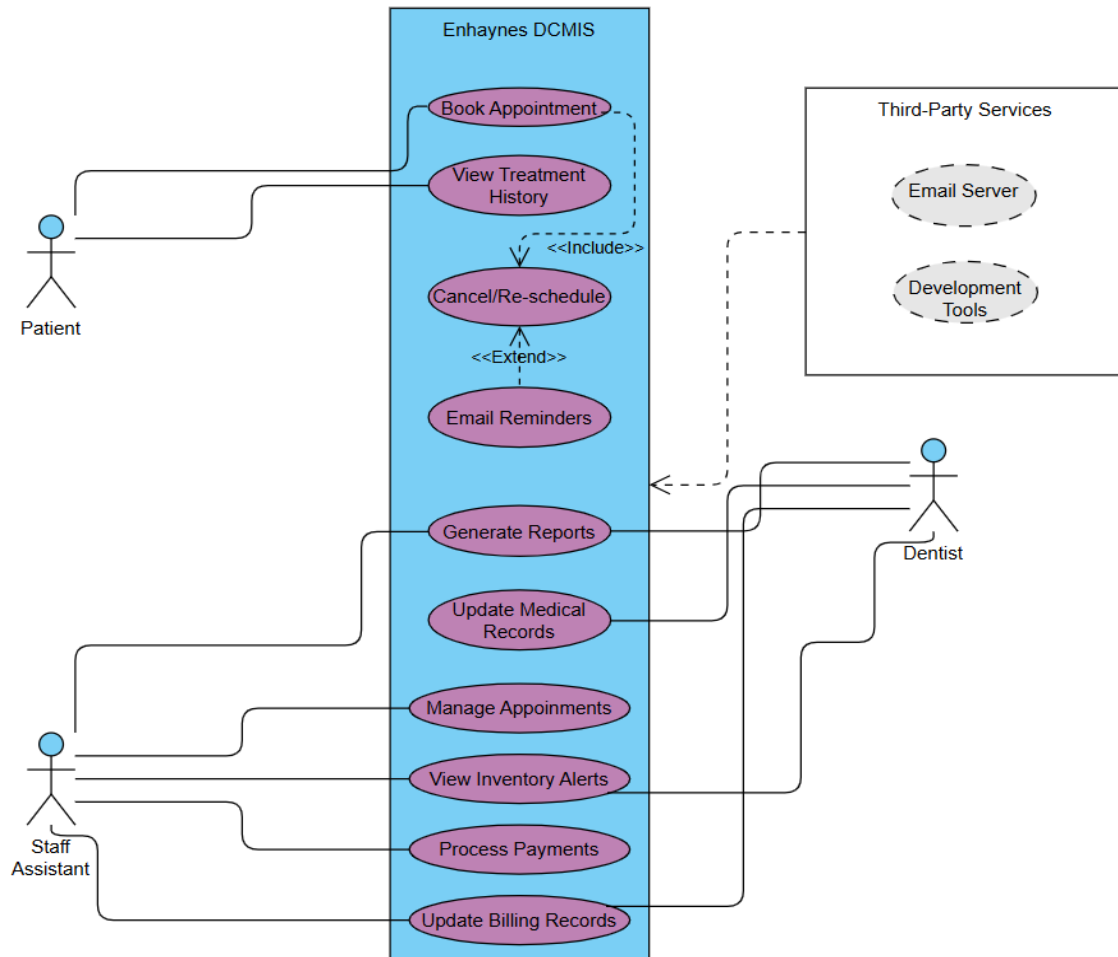 Enhaynes DCMIS
Book Appointment
View Treatment
History
<<Include>>
Cancel/Re-schedule
<<Extend>>
Email Reminders
Generate Reports
Update Medical
Records
Manage Appoinments
View Inventory Alerts
Process Payments
Update Billing Records
Patient
Staff
Assistant
Third-Party Services
Email Server
Development
Tools
Dentist